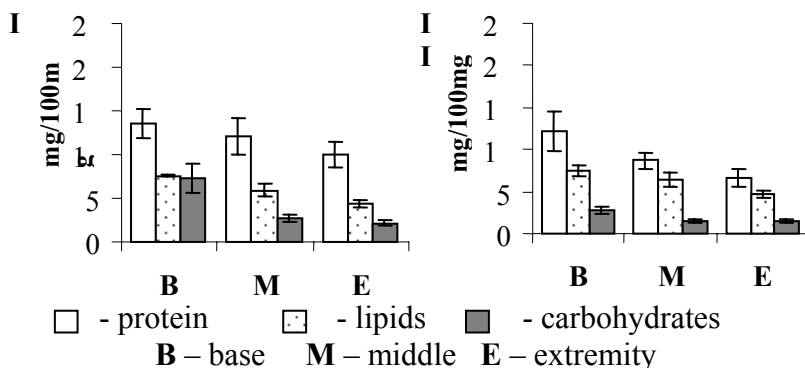 I
mg/100m
g
2
2
1
1
5
0
B M E
I
I
mg/100mg
2
2
1
1
5
0
B M E
- protein - lipids - carbohydrates
B – base M – middle E – extremity